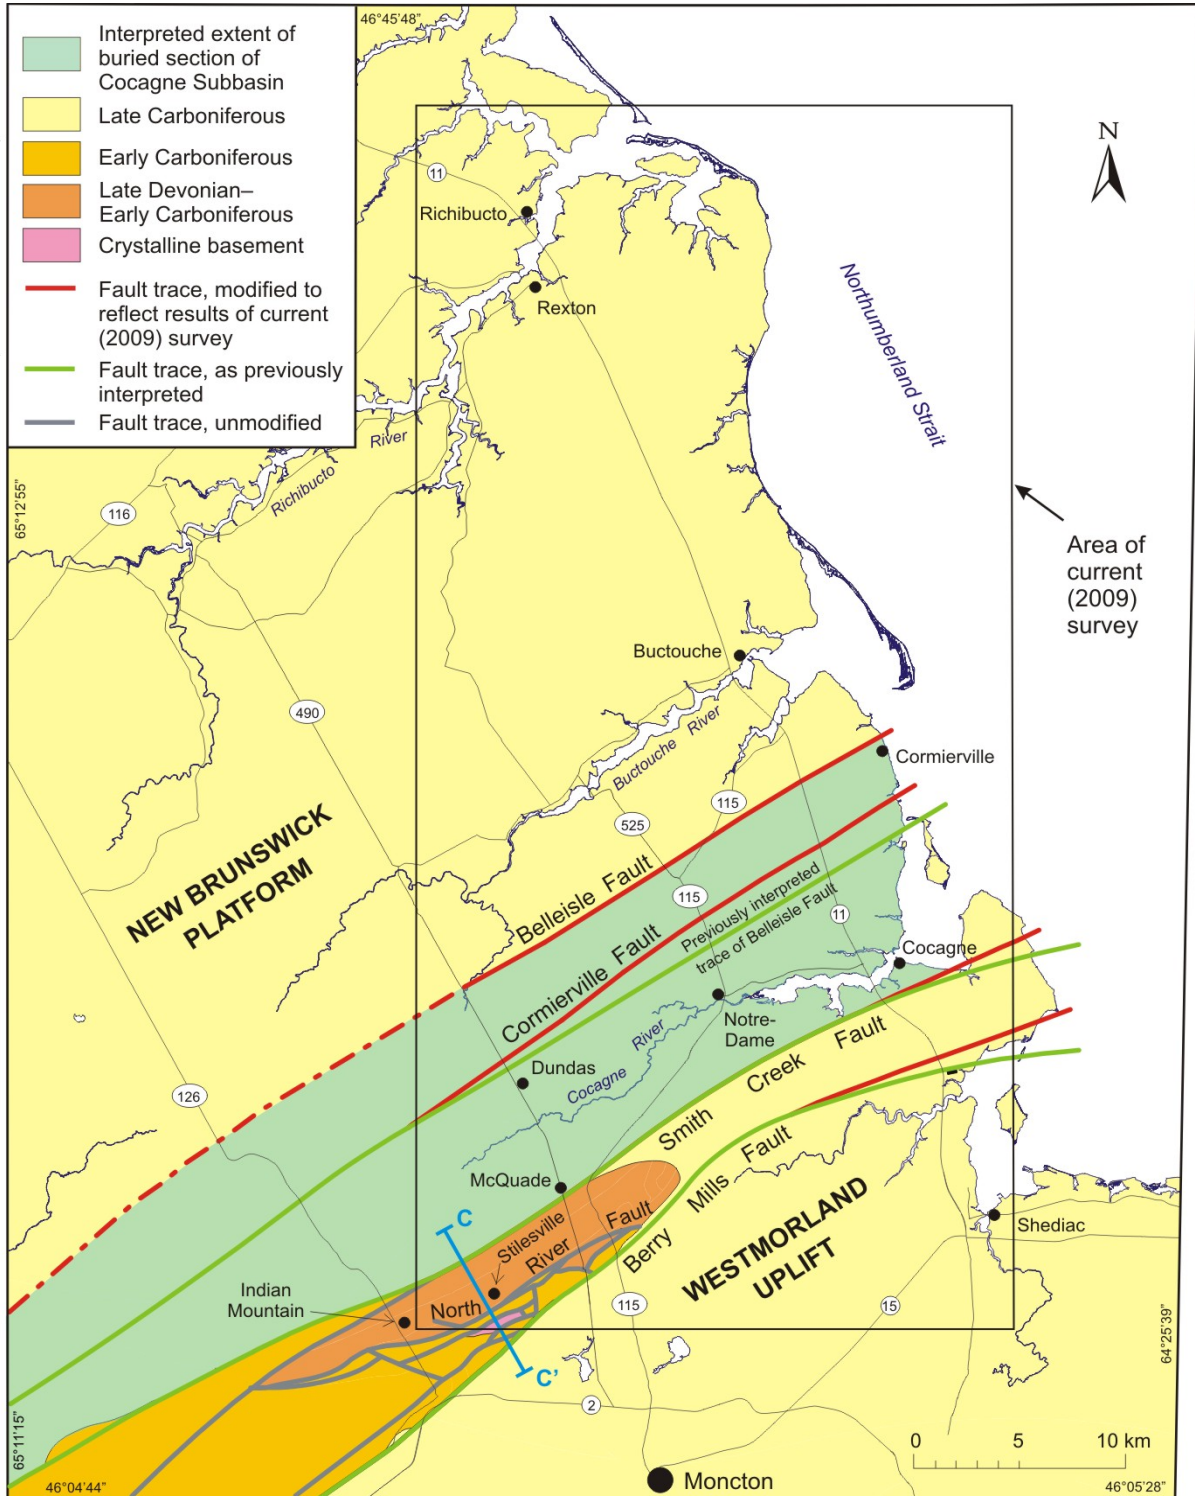 Interpreted extent of
buried section of
Cocagne Subbasin
Late Carboniferous
Early Carboniferous
Late Devonian–
Early Carboniferous
Crystalline basement
Fault trace, modified to
reflect results of current
(2009) survey
Fault trace, as previously
interpreted
Fault trace, unmodified
46°45'48"
N
11
Richibucto
Rexton
Northumberland Strait
River
Richibucto
65°12'55"
116
Area of
current
(2009)
survey
Buctouche
490
Buctouche River
Cormierville
115
525
NEW BRUNSWICK
PLATFORM
Belleisle Fault
115
Previously interpreted
trace of Belleisle Fault
11
Cormierville Fault
Cocagne
Notre-
Dame
Dundas
Cocagne River
Smith Creek Fault
126
McQuade
Berry Mills Fault
C
Stilesville
North River Fault
WESTMORLAND
UPLIFT
Shediac
Indian
Mountain
115
15
C'
2
64°25'39"
65°11'15"
0 5 10 km
46°04'44"
Moncton
46°05'28"